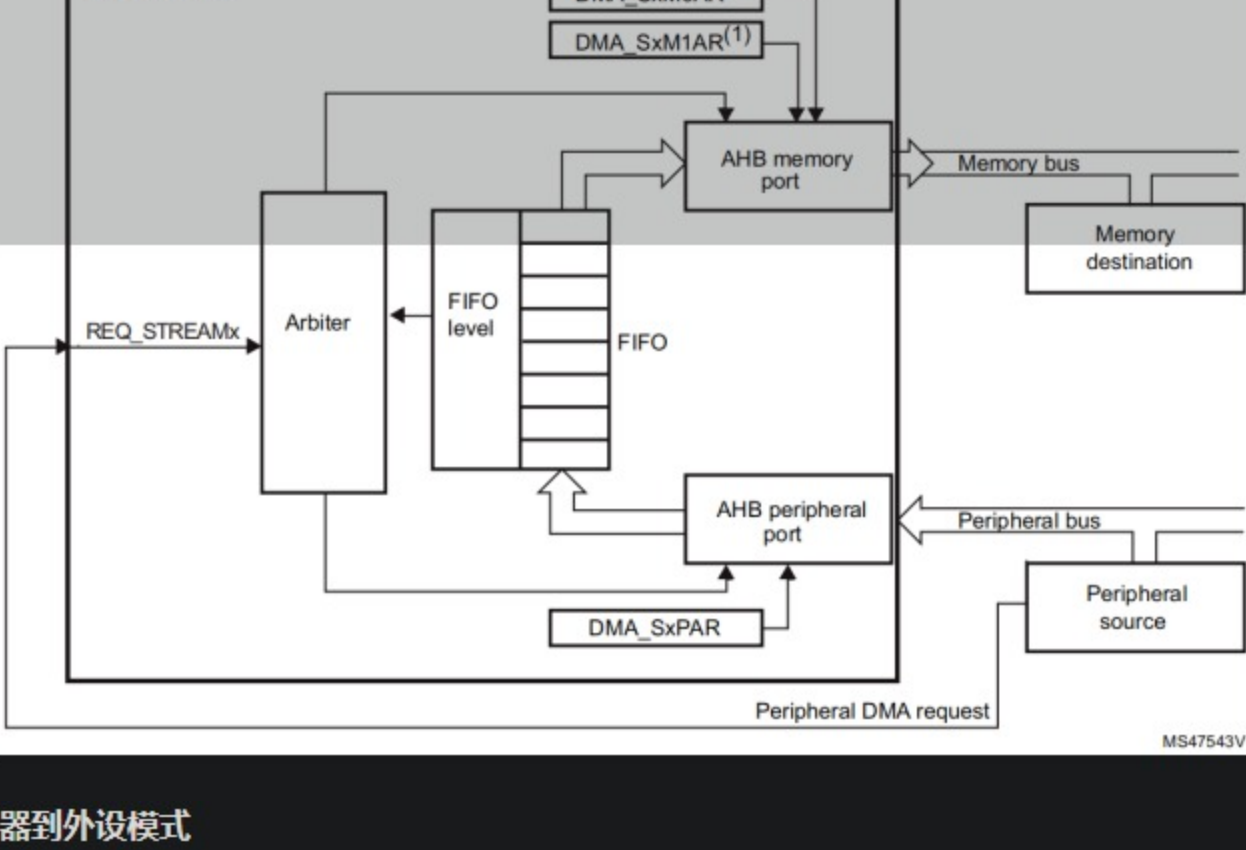 DMA_SxM1AR(1)
AHB memory
port
Memory bus
Memory
destination
FIFO
level
Arbiter
REQ_STREAMx
FIFO
AHB peripheral
port
Peripheral bus
Peripheral
source
DMA_SxPAR
Peripheral DMA request
MS47543V
器到外设模式